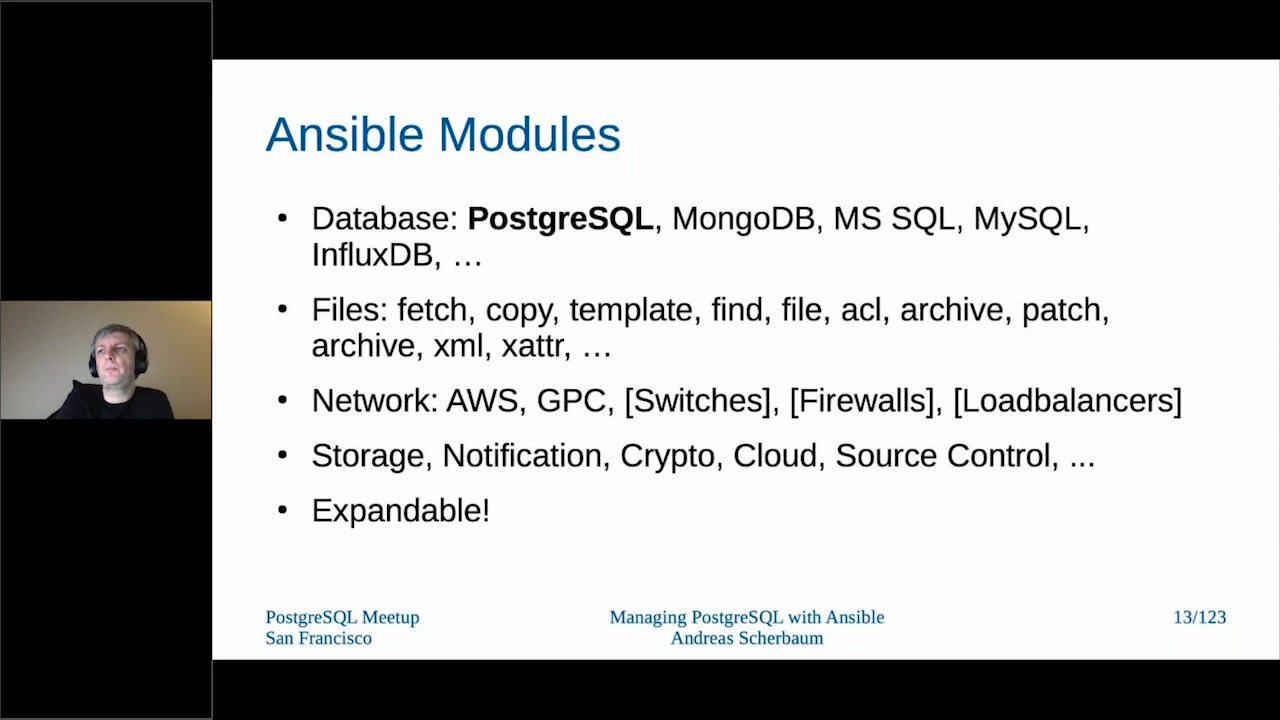 Ansible Modules
• Database: PostgreSQL, MongoDB, MS SQL, MySQL,
InfluxDB, …
• Files: fetch, copy, template, find, file, acl, archive, patch,
archive, xml, xattr, …
• Network: AWS, GPC, [Switches], [Firewalls], [Loadbalancers]
• Storage, Notification, Crypto, Cloud, Source Control, ...
• Expandable!
PostgreSQL Meetup
San Francisco
Managing PostgreSQL with Ansible
Andreas Scherbaum
13/123